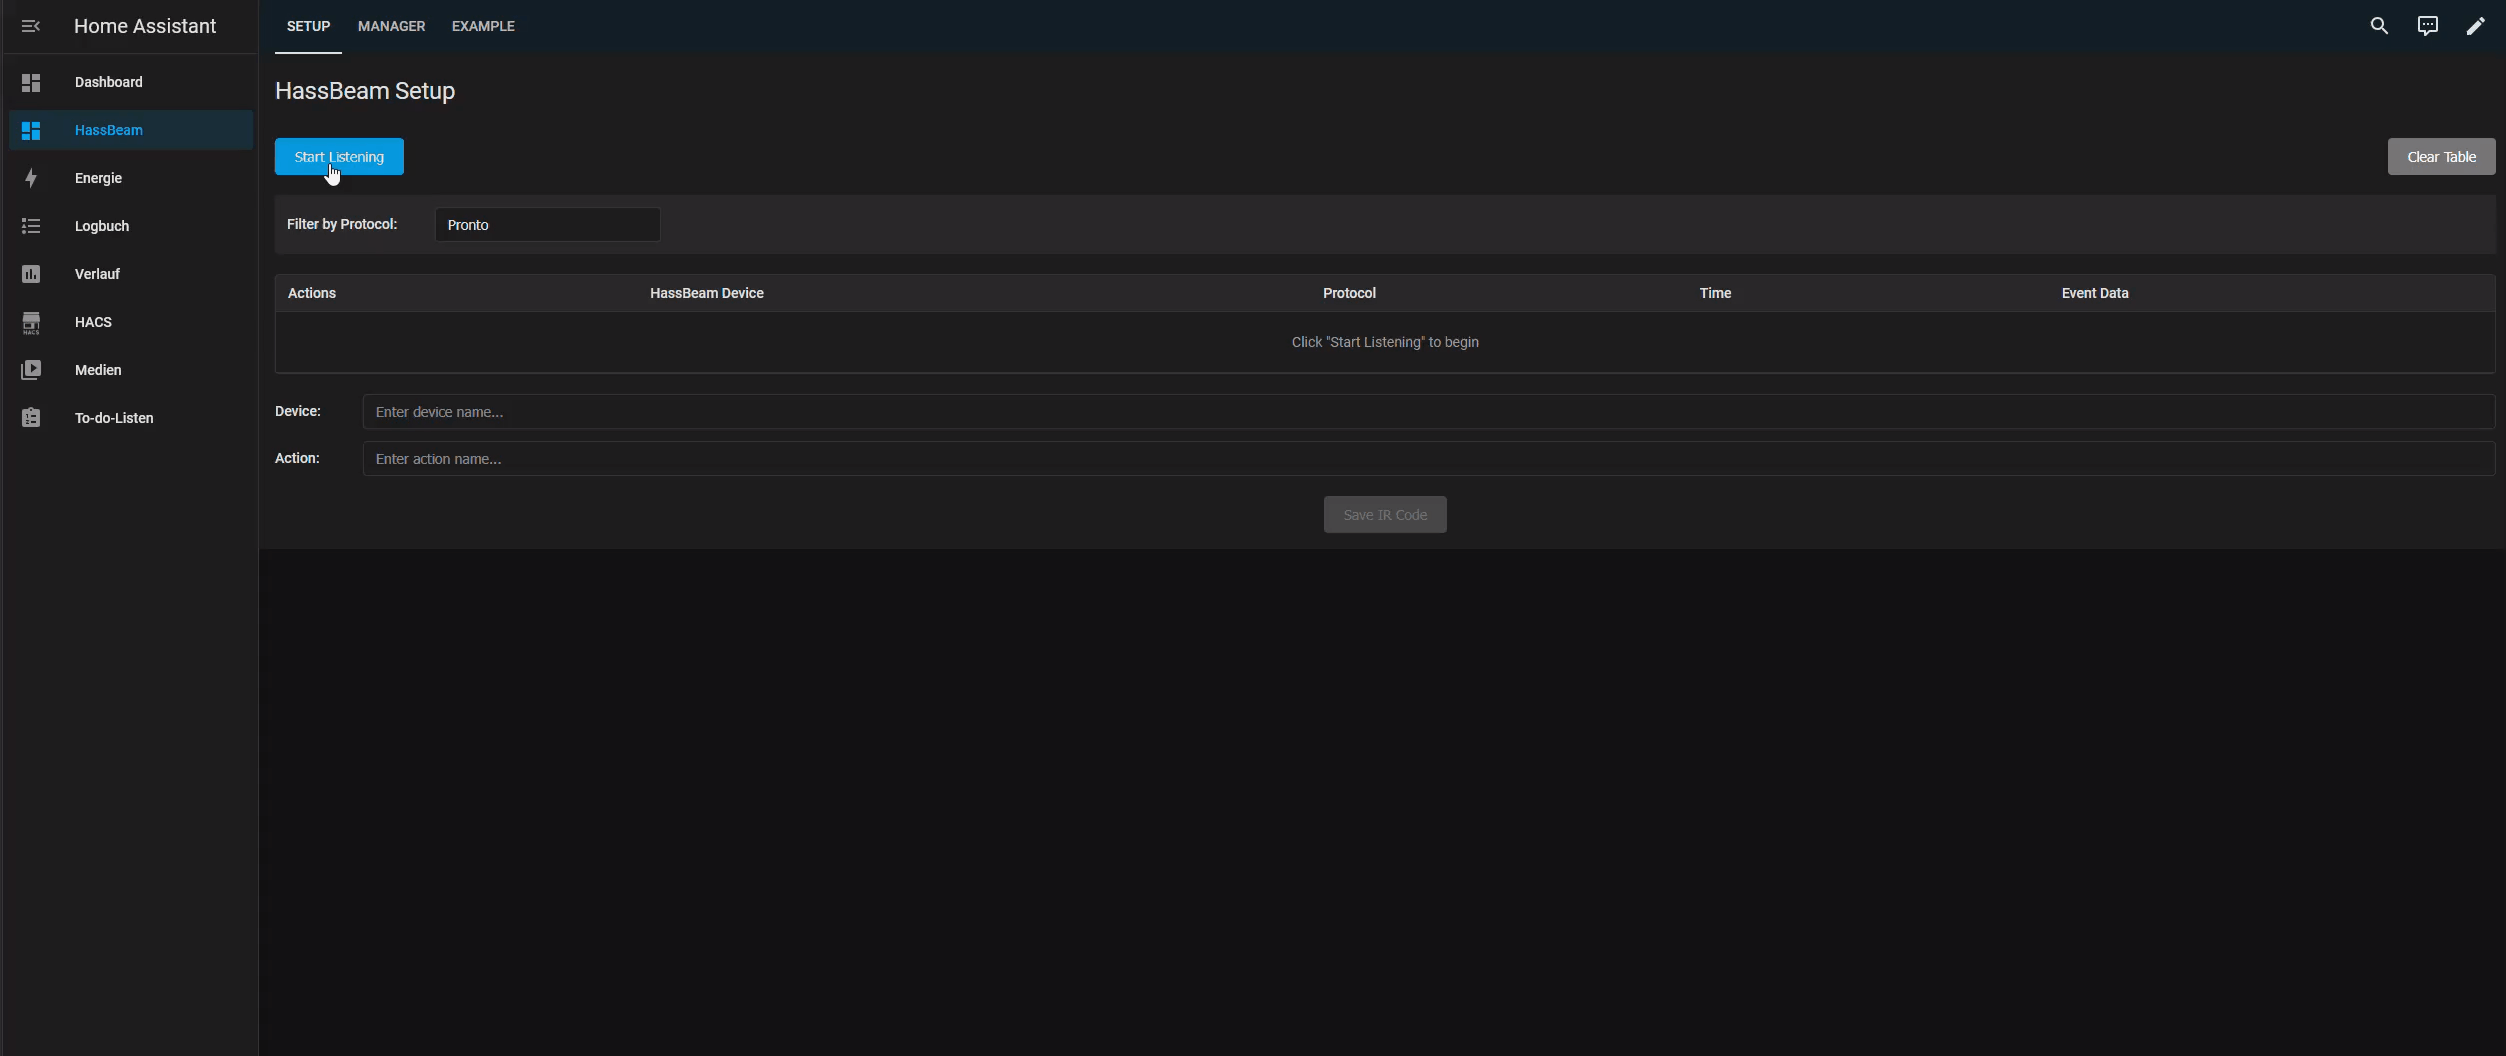 Home Assistant
SETUP MANAGER EXAMPLE
Dashboard
HassBeam
Energie
Logbuch
Verlauf
HACS
HACS
Medien
To-do-Listen
HassBeam Setup
Start Listening
Clear Table
Filter by Protocol: Pronto
Actions HassBeam Device Protocol Time Event Data
Click "Start Listening" to begin
Device: Enter device name...
Action: Enter action name...
Save IR Code